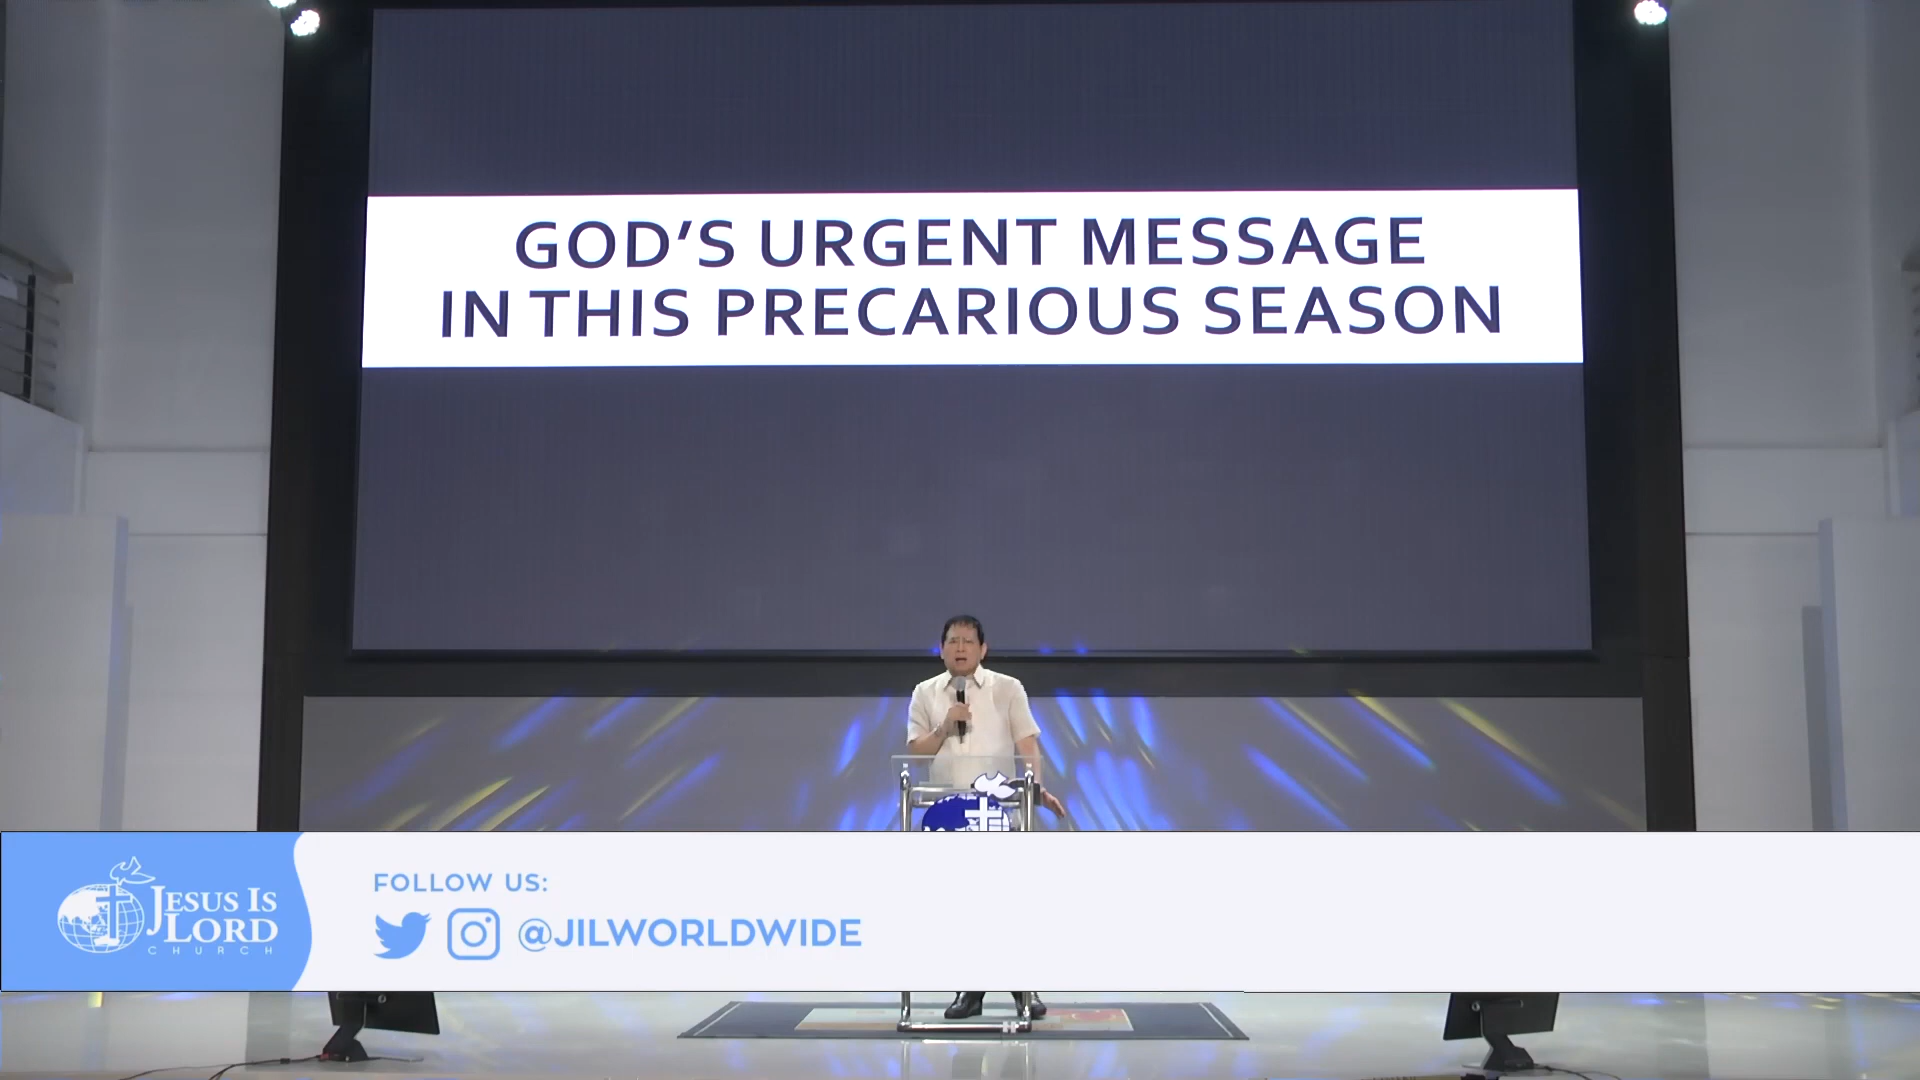 GOD'S URGENT MESSAGE
IN THIS PRECARIOUS SEASON
JESUS IS
LORD
CHURCH
FOLLOW US:
@JILWORLDWIDE